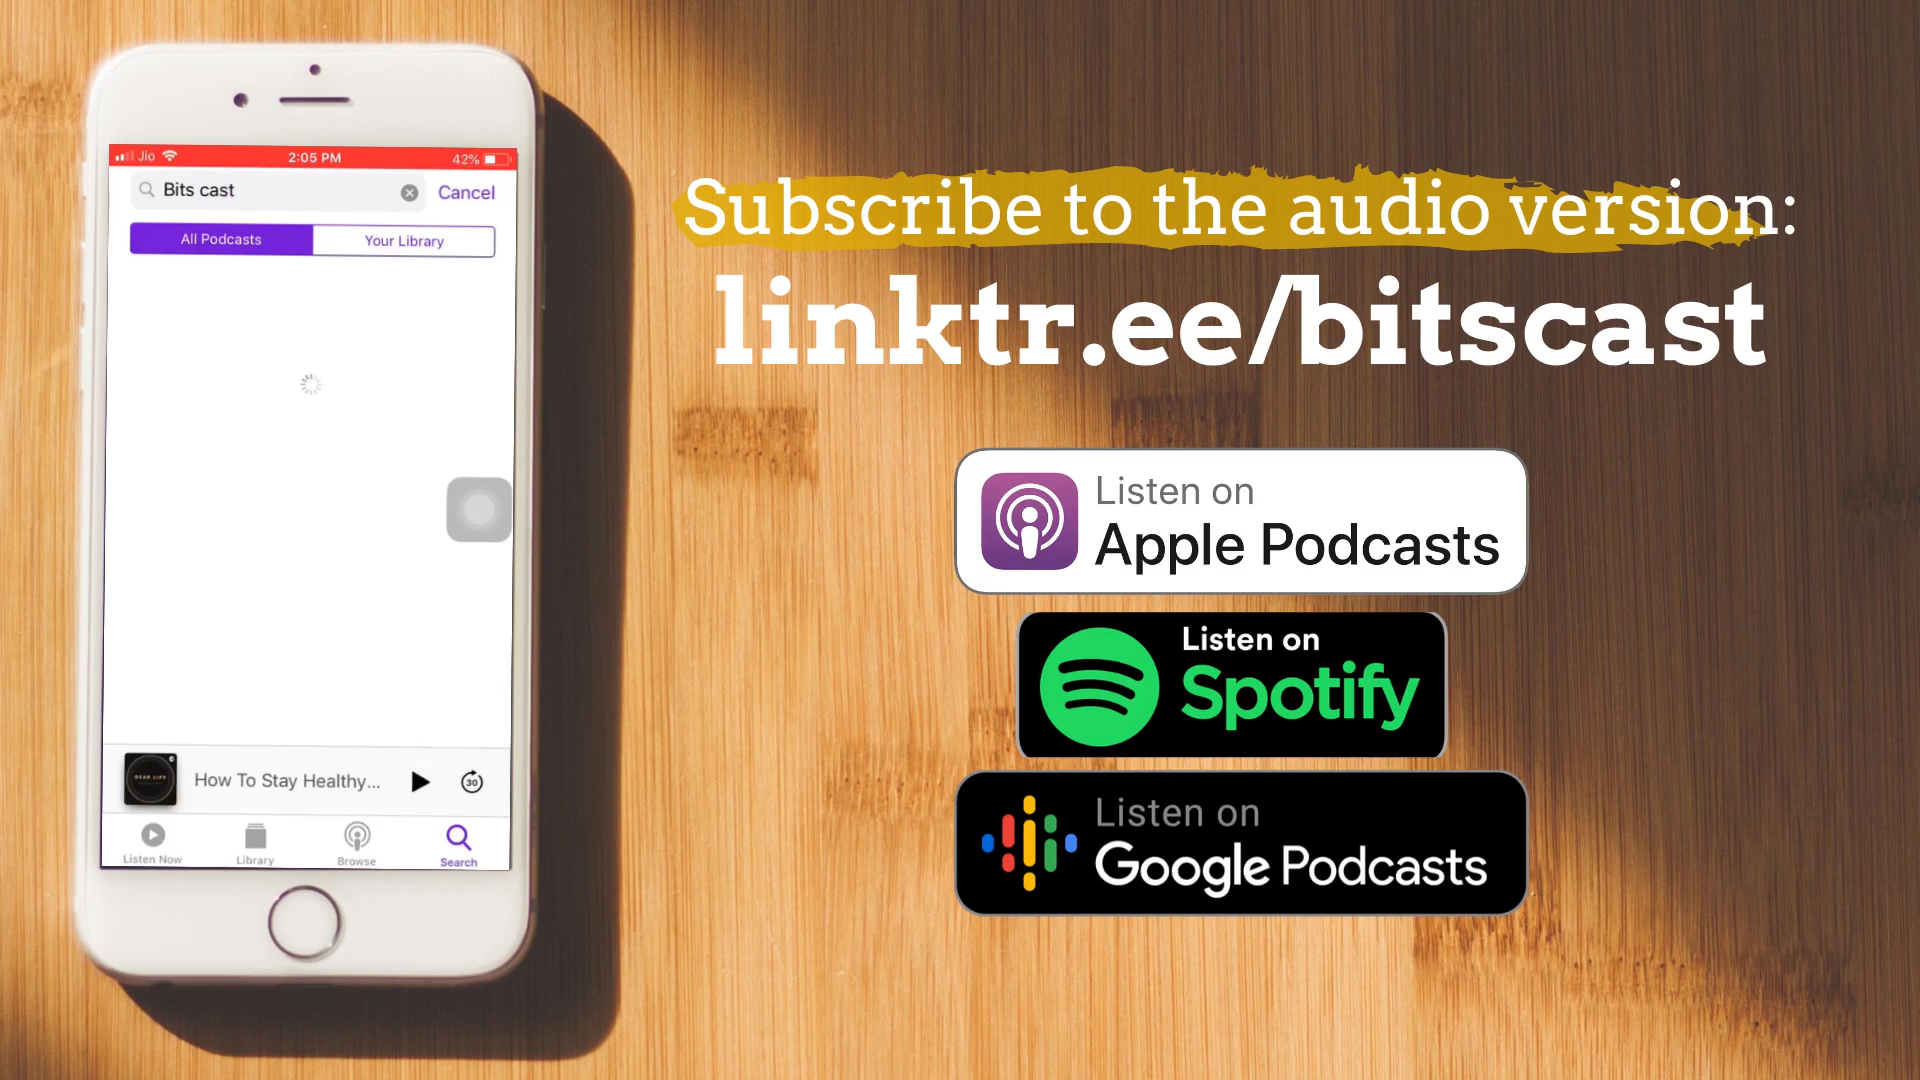 Jio 2:05 PM 42%
Bits cast Cancel
All Podcasts Your Library
How To Stay Healthy...
30
Listen Now Library Browse Search
DEAR LIFE
Subscribe to the audio version:
linktr.ee/bitscast
Listen on
Apple Podcasts
Listen on
Spotify
Listen on
Google Podcasts